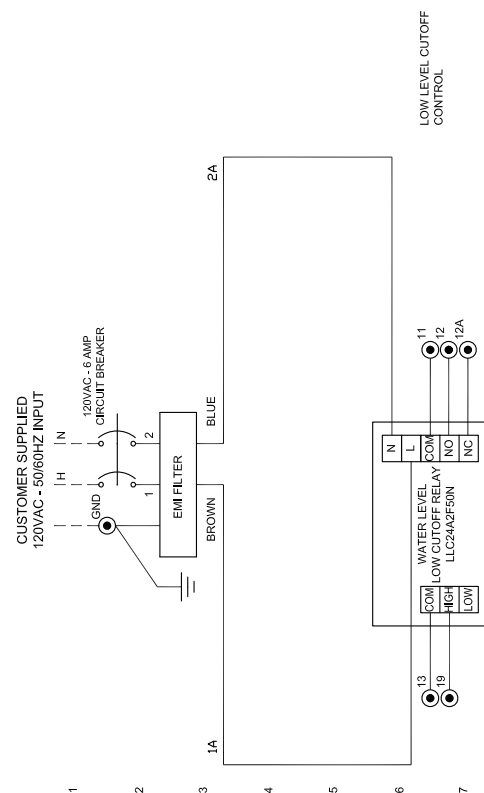 CUSTOMER SUPPLIED
120VAC - 50/60HZ INPUT
H
N
GND
120VAC - 6 AMP
CIRCUIT BREAKER
1
2
EMI FILTER
BROWN
BLUE
1A
2A
1
2
3
4
5
6
7
WATER LEVEL
LOW CUTOFF RELAY
LLC24A2F50N
COM
HIGH
LOW
N
L
COM
NO
NC
13
19
11
12
12A
LOW LEVEL CUTOFF
CONTROL